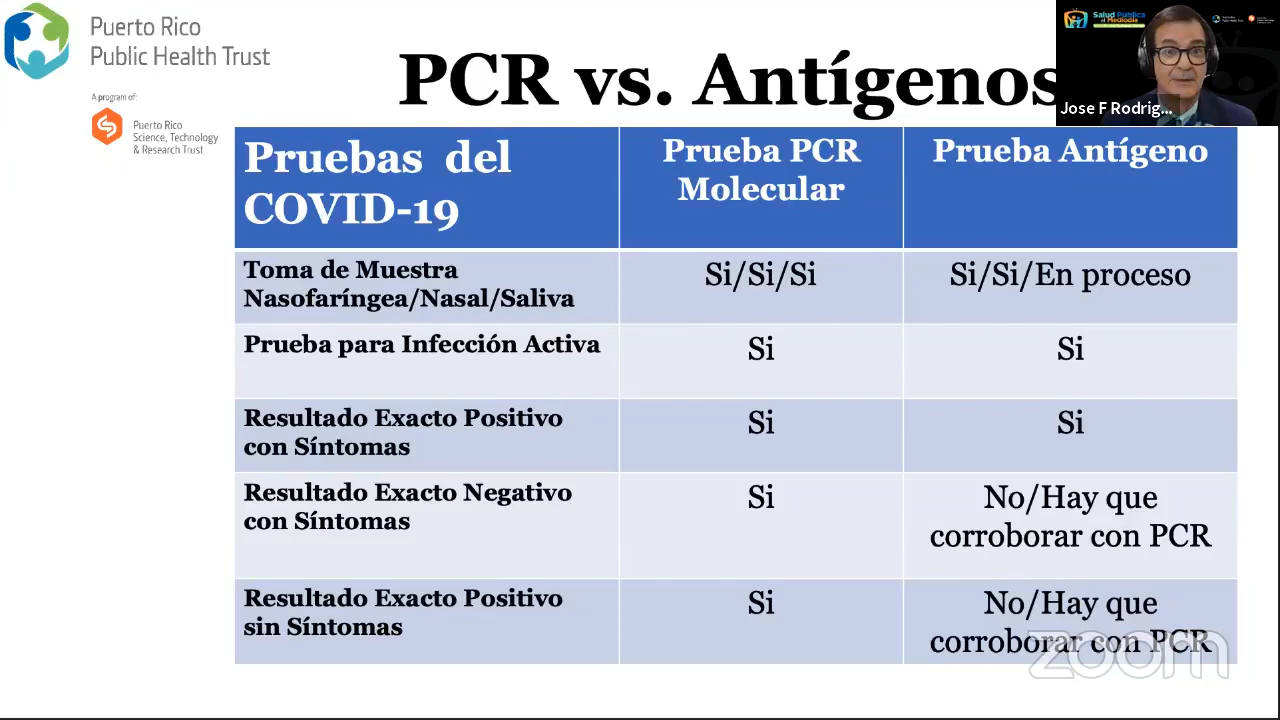 Puerto Rico
Public Health Trust
A program of:
Puerto Rico
Science, Technology
& Research Trust
PCR vs. Antígenos
Salud Pública
al Mediodía
Jose F Rodrig...
Pruebas del
COVID-19
Prueba PCR
Molecular
Prueba Antígeno
Toma de Muestra
Nasofaríngea/Nasal/Saliva
Si/Si/Si
Si/Si/En proceso
Prueba para Infección Activa
Si
Si
Resultado Exacto Positivo
con Síntomas
Si
Si
Resultado Exacto Negativo
con Síntomas
Si
No/Hay que
corroborar con PCR
Resultado Exacto Positivo
sin Síntomas
Si
No/Hay que
corroborar con PCR
zoom